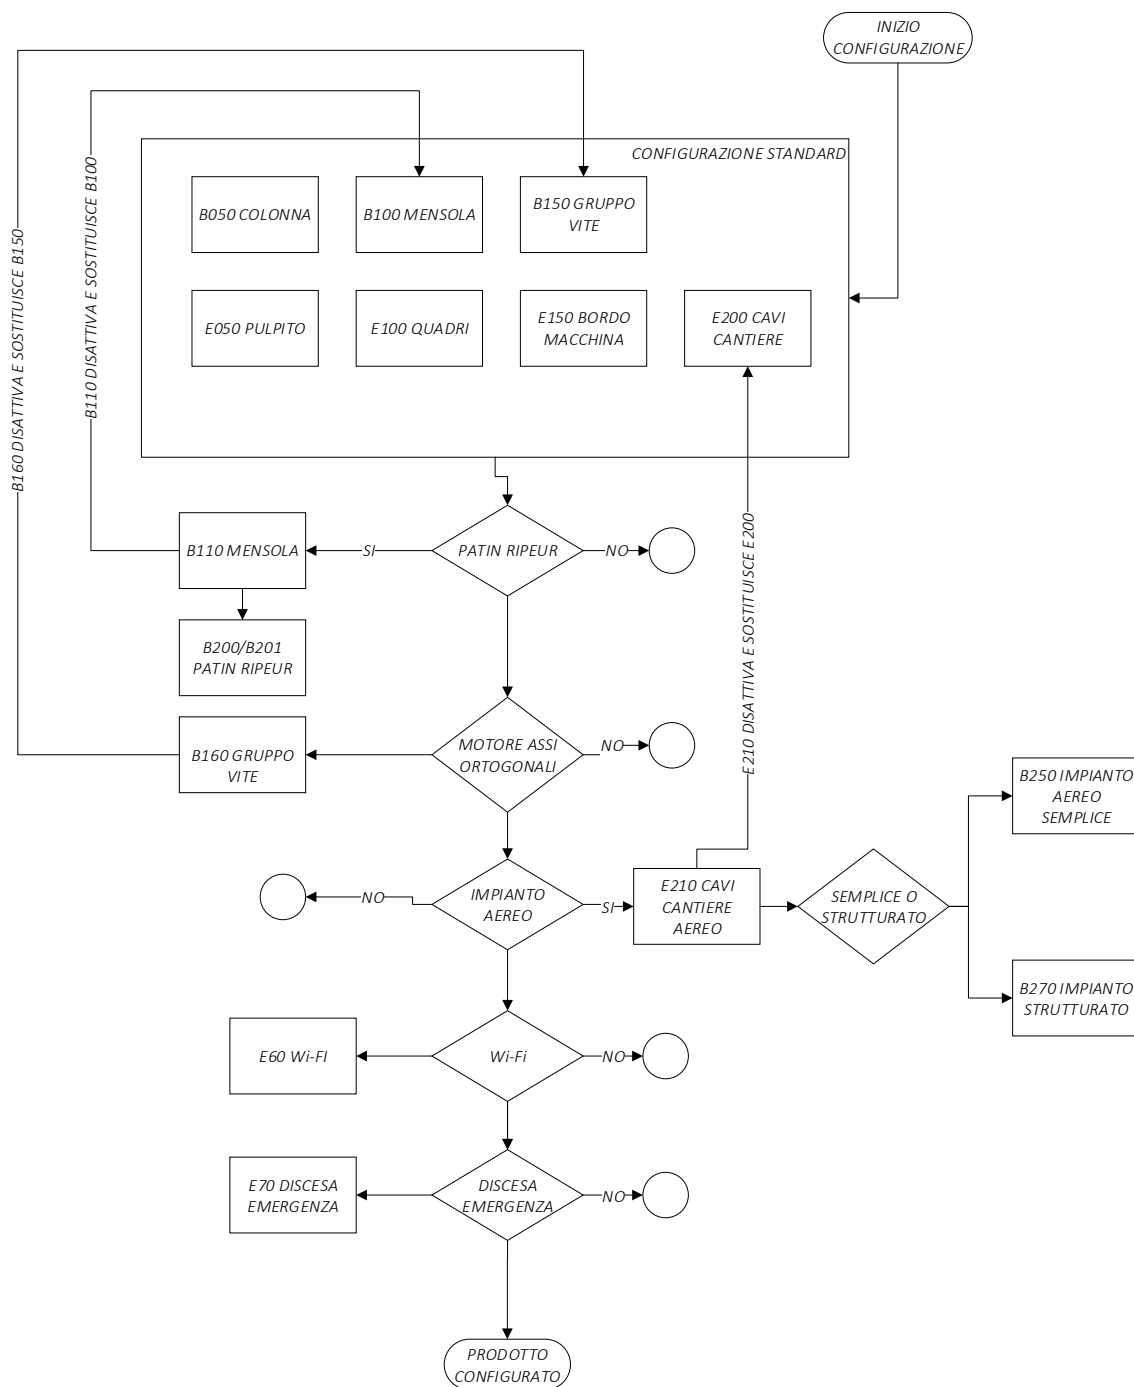 INIZIO
CONFIGURAZIONE
CONFIGURAZIONE STANDARD
B050 COLONNA
B100 MENSOLA
B150 GRUPPO
VITE
E050 PULPITO
E100 QUADRI
E150 BORDO
MACCHINA
E200 CAVI
CANTIERE
B160 DISATTIVA E SOSTITUISCE B150
B110 DISATTIVA E SOSTITUISCE B100
E210 DISATTIVA E SOSTITUISCE E200
B110 MENSOLA
SI
PATIN RIPEUR
NO
B200/B201
PATIN RIPEUR
B160 GRUPPO
VITE
MOTORE ASSI
ORTOGONALI
NO
NO
IMPIANTO
AEREO
SI
E210 CAVI
CANTIERE
AEREO
SEMPLICE O
STRUTTURATO
B250 IMPIANTO
AEREO
SEMPLICE
B270 IMPIANTO
STRUTTURATO
E60 Wi-FI
Wi-Fi
NO
E70 DISCESA
EMERGENZA
DISCESA
EMERGENZA
NO
PRODOTTO
CONFIGURATO